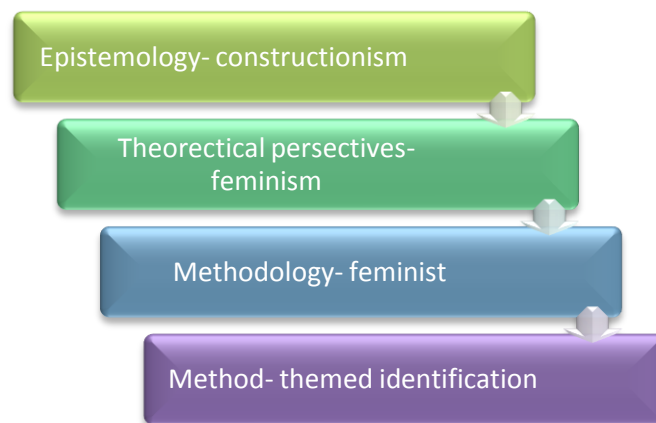 Epistemology- constructionism
Theorectical persectives-
feminism
Methodology- feminist
Method- themed identification